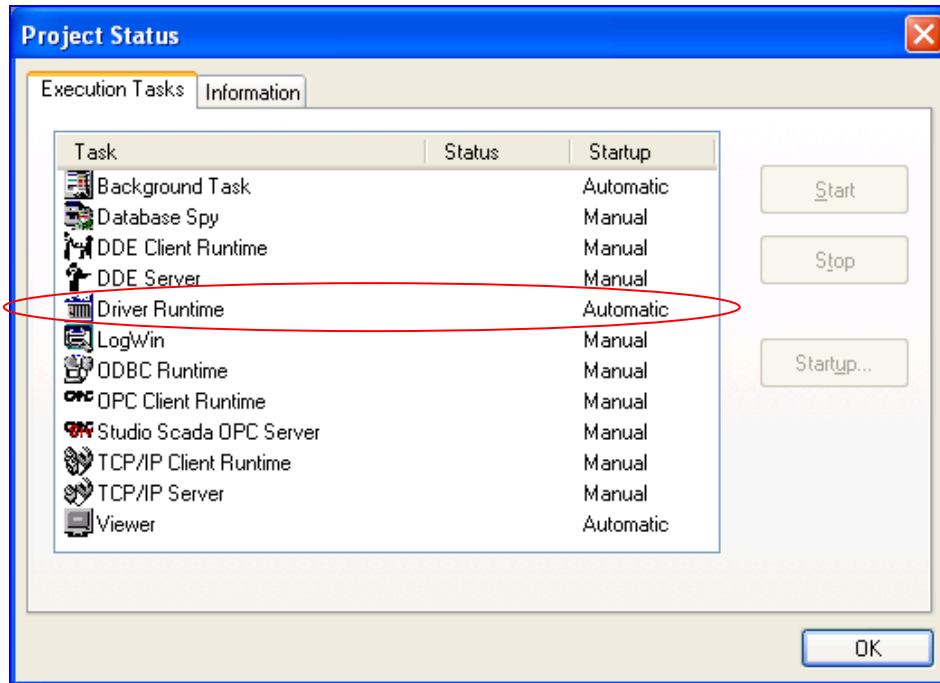 Project Status
Execution Tasks Information
Task Status Startup
Background Task Automatic
Database Spy Manual
DDE Client Runtime Manual
DDE Server Manual
Driver Runtime Automatic
LogWin Manual
ODBC Runtime Manual
OPC OPC Client Runtime Manual
Studio Scada OPC Server Manual
TCP/IP Client Runtime Manual
TCP/IP Server Manual
Viewer Automatic
Start
Stop
Startup...
OK